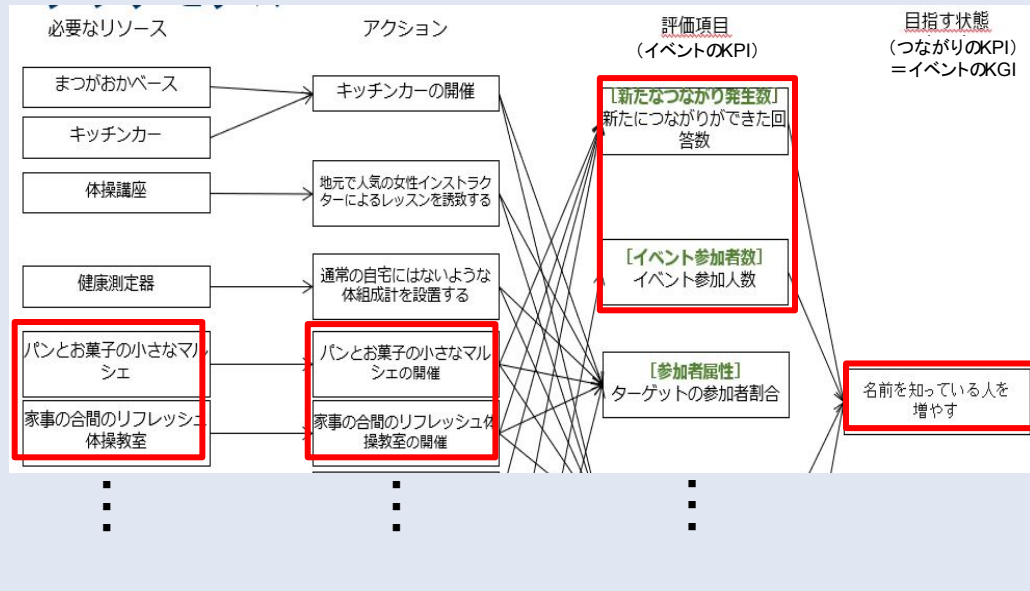 必要なリソース
アクション
評価項目
（イベントのKPI）
目指す状態
（つながりのKPI）
＝イベントのKGI
まつがおかベース
キッチンカー
体操講座
健康測定器
パンとお菓子の小さなマル
シェ
家事の合間のリフレッシュ
体操教室
キッチンカーの開催
地元で人気の女性インストラク
ターによるレッスンを誘致する
通常の自宅にはないような
体組成計を設置する
パンとお菓子の小さなマル
シェの開催
家事の合間のリフレッシュ体
操教室の開催
［新たなつながり発生数］
新たにつながりができた回
答数
［イベント参加者数］
イベント参加人数
［参加者属性］
ターゲットの参加者割合
名前を知っている人を
増やす